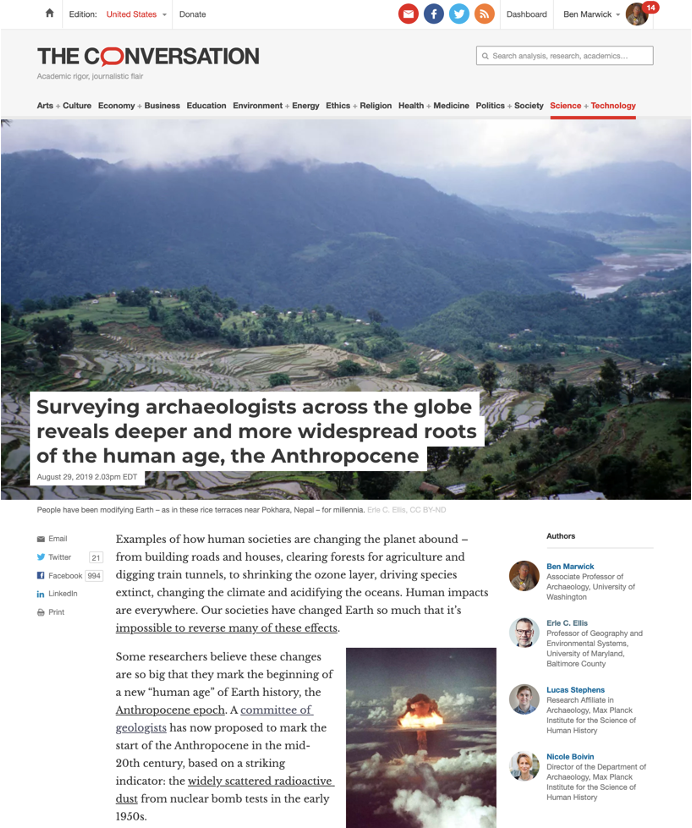 Edition: United States Donate Dashboard Ben Marwick 14
THE CONVERSATION
Academic rigor, journalistic flair
Search analysis, research, academics…
Arts + Culture Economy + Business Education Environment + Energy Ethics + Religion Health + Medicine Politics + Society Science + Technology
Surveying archaeologists across the globe
reveals deeper and more widespread roots
of the human age, the Anthropocene
August 29, 2019 2.03pm EDT
People have been modifying Earth – as in these rice terraces near Pokhara, Nepal – for millennia. Erle C. Ellis, CC BY-ND
Email
Twitter 21
Facebook 994
LinkedIn
Print
Examples of how human societies are changing the planet abound –
from building roads and houses, clearing forests for agriculture and
digging train tunnels, to shrinking the ozone layer, driving species
extinct, changing the climate and acidifying the oceans. Human impacts
are everywhere. Our societies have changed Earth so much that it's
impossible to reverse many of these effects.
Some researchers believe these changes
are so big that they mark the beginning of
a new "human age" of Earth history, the
Anthropocene epoch. A committee of
geologists has now proposed to mark the
start of the Anthropocene in the mid-
20th century, based on a striking
indicator: the widely scattered radioactive
dust from nuclear bomb tests in the early
1950s.
Authors
Ben Marwick
Associate Professor of
Archaeology, University of
Washington
Erle C. Ellis
Professor of Geography and
Environmental Systems,
University of Maryland,
Baltimore County
Lucas Stephens
Research Affiliate in
Archaeology, Max Planck
Institute for the Science of
Human History
Nicole Boivin
Director of the Department of
Archaeology, Max Planck
Institute for the Science of
Human History